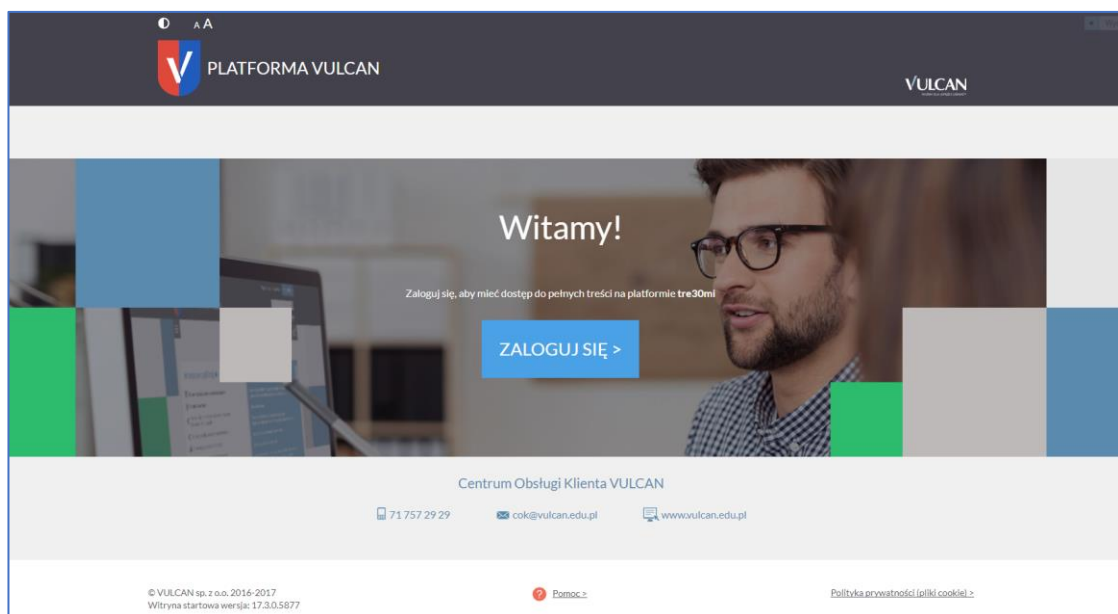 A A
PLATFORMA VULCAN
VULCAN
Witamy!
Zaloguj się, aby mieć dostęp do pełnych treści na platformie tre30ml
ZALOGUJ SIĘ >
Centrum Obsługi Klienta VULCAN
71 757 29 29
cok@vulcan.edu.pl
www.vulcan.edu.pl
© VULCAN sp. z o.o. 2016-2017
Witryna startowa wersja: 17.3.0.5877
Pomoc >
Polityka prywatności (pliki cookie) >